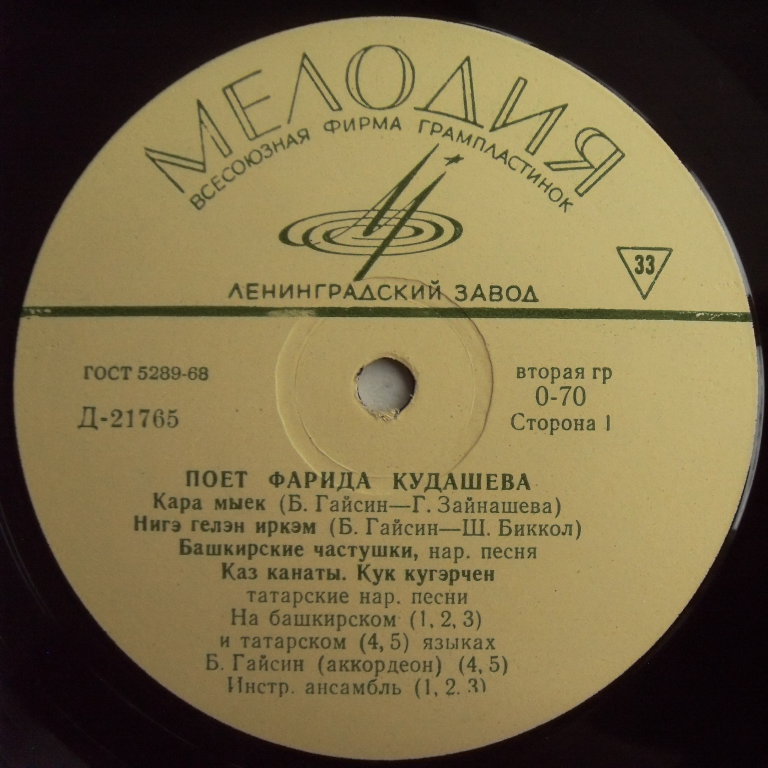 МЕЛОДИЯ
ВСЕСОЮЗНАЯ ФИРМА ГРАМПЛАСТИНОК
33
ЛЕНИНГРАДСКИЙ ЗАВОД
ГОСТ 5289-68
Д-21765
вторая гр
0-70
Сторона 1
ПОЕТ ФАРИДА КУДАШЕВА
Кара мыек (Б. Гайсин—Г. Зайнашева)
Нигэ гелэн иркэм (Б. Гайсин—Ш. Биккол)
Башкирские частушки, нар. песня
Каз канаты. Кук кугэрчен
татарские нар. песни
На башкирском (1, 2, 3)
и татарском (4, 5) языках
Б. Гайсин (аккордеон) (4, 5)
Инстр. ансамбль (1, 2. 3)